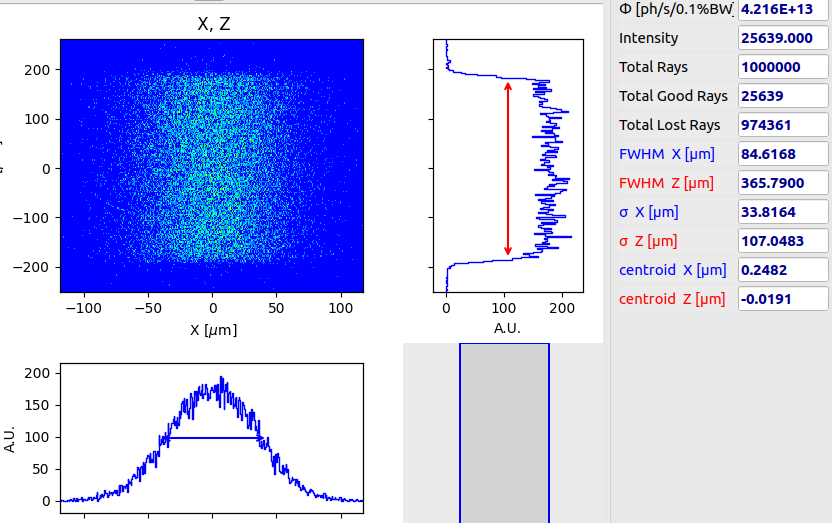 X, Z
200
100
0
−100
−200
−100
−50
0
50
100
X [μm]
0
100
200
A.U.
200
150
100
50
0
A.U.
Φ [ph/s/0.1%BW] 4.216E+13
Intensity 25639.000
Total Rays 1000000
Total Good Rays 25639
Total Lost Rays 974361
FWHM X [μm] 84.6168
FWHM Z [μm] 365.7900
σ X [μm] 33.8164
σ Z [μm] 107.0483
centroid X [μm] 0.2482
centroid Z [μm] -0.0191